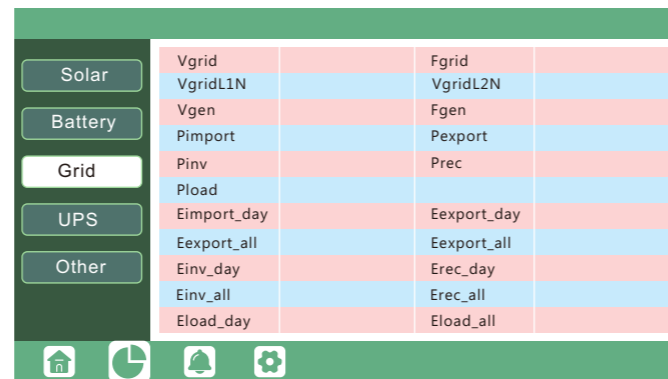 Solar
Battery
Grid
UPS
Other
Vgrid Fgrid
VgridL1N VgridL2N
Vgen Fgen
Pimport Pexport
Pinv Prec
Pload
Eimport_day Eexport_day
Eexport_all Eexport_all
Einv_day Erec_day
Einv_all Erec_all
Eload_day Eload_all